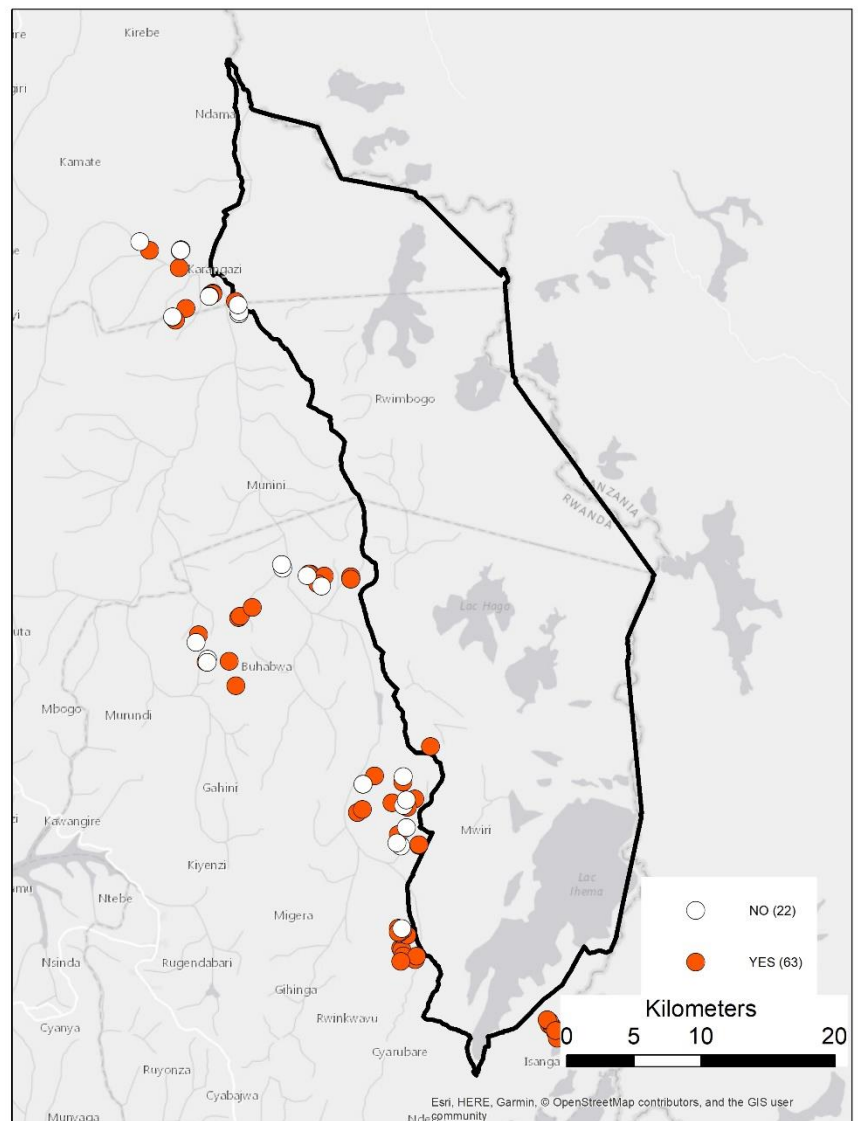 Kirebe
Ndama
Kamate
Karangazi
Rwimbogo
Munini
TANZANIA
RWANDA
Lac Hago
Buhabwa
Mbogo
Murundi
Gahini
Kawangire
Mwiri
Kiyenzi
Lac
Ihema
Ntebe
Migera
NO (22)
Nsinda
Rugendabari
YES (63)
Gihinga
Kilometers
Rwinkwavu
Cyanya
0 5 10 20
Cyarubare
Isanga
Ruyonza
Cyabajwa
Esri, HERE, Garmin, © OpenStreetMap contributors, and the GIS user
community